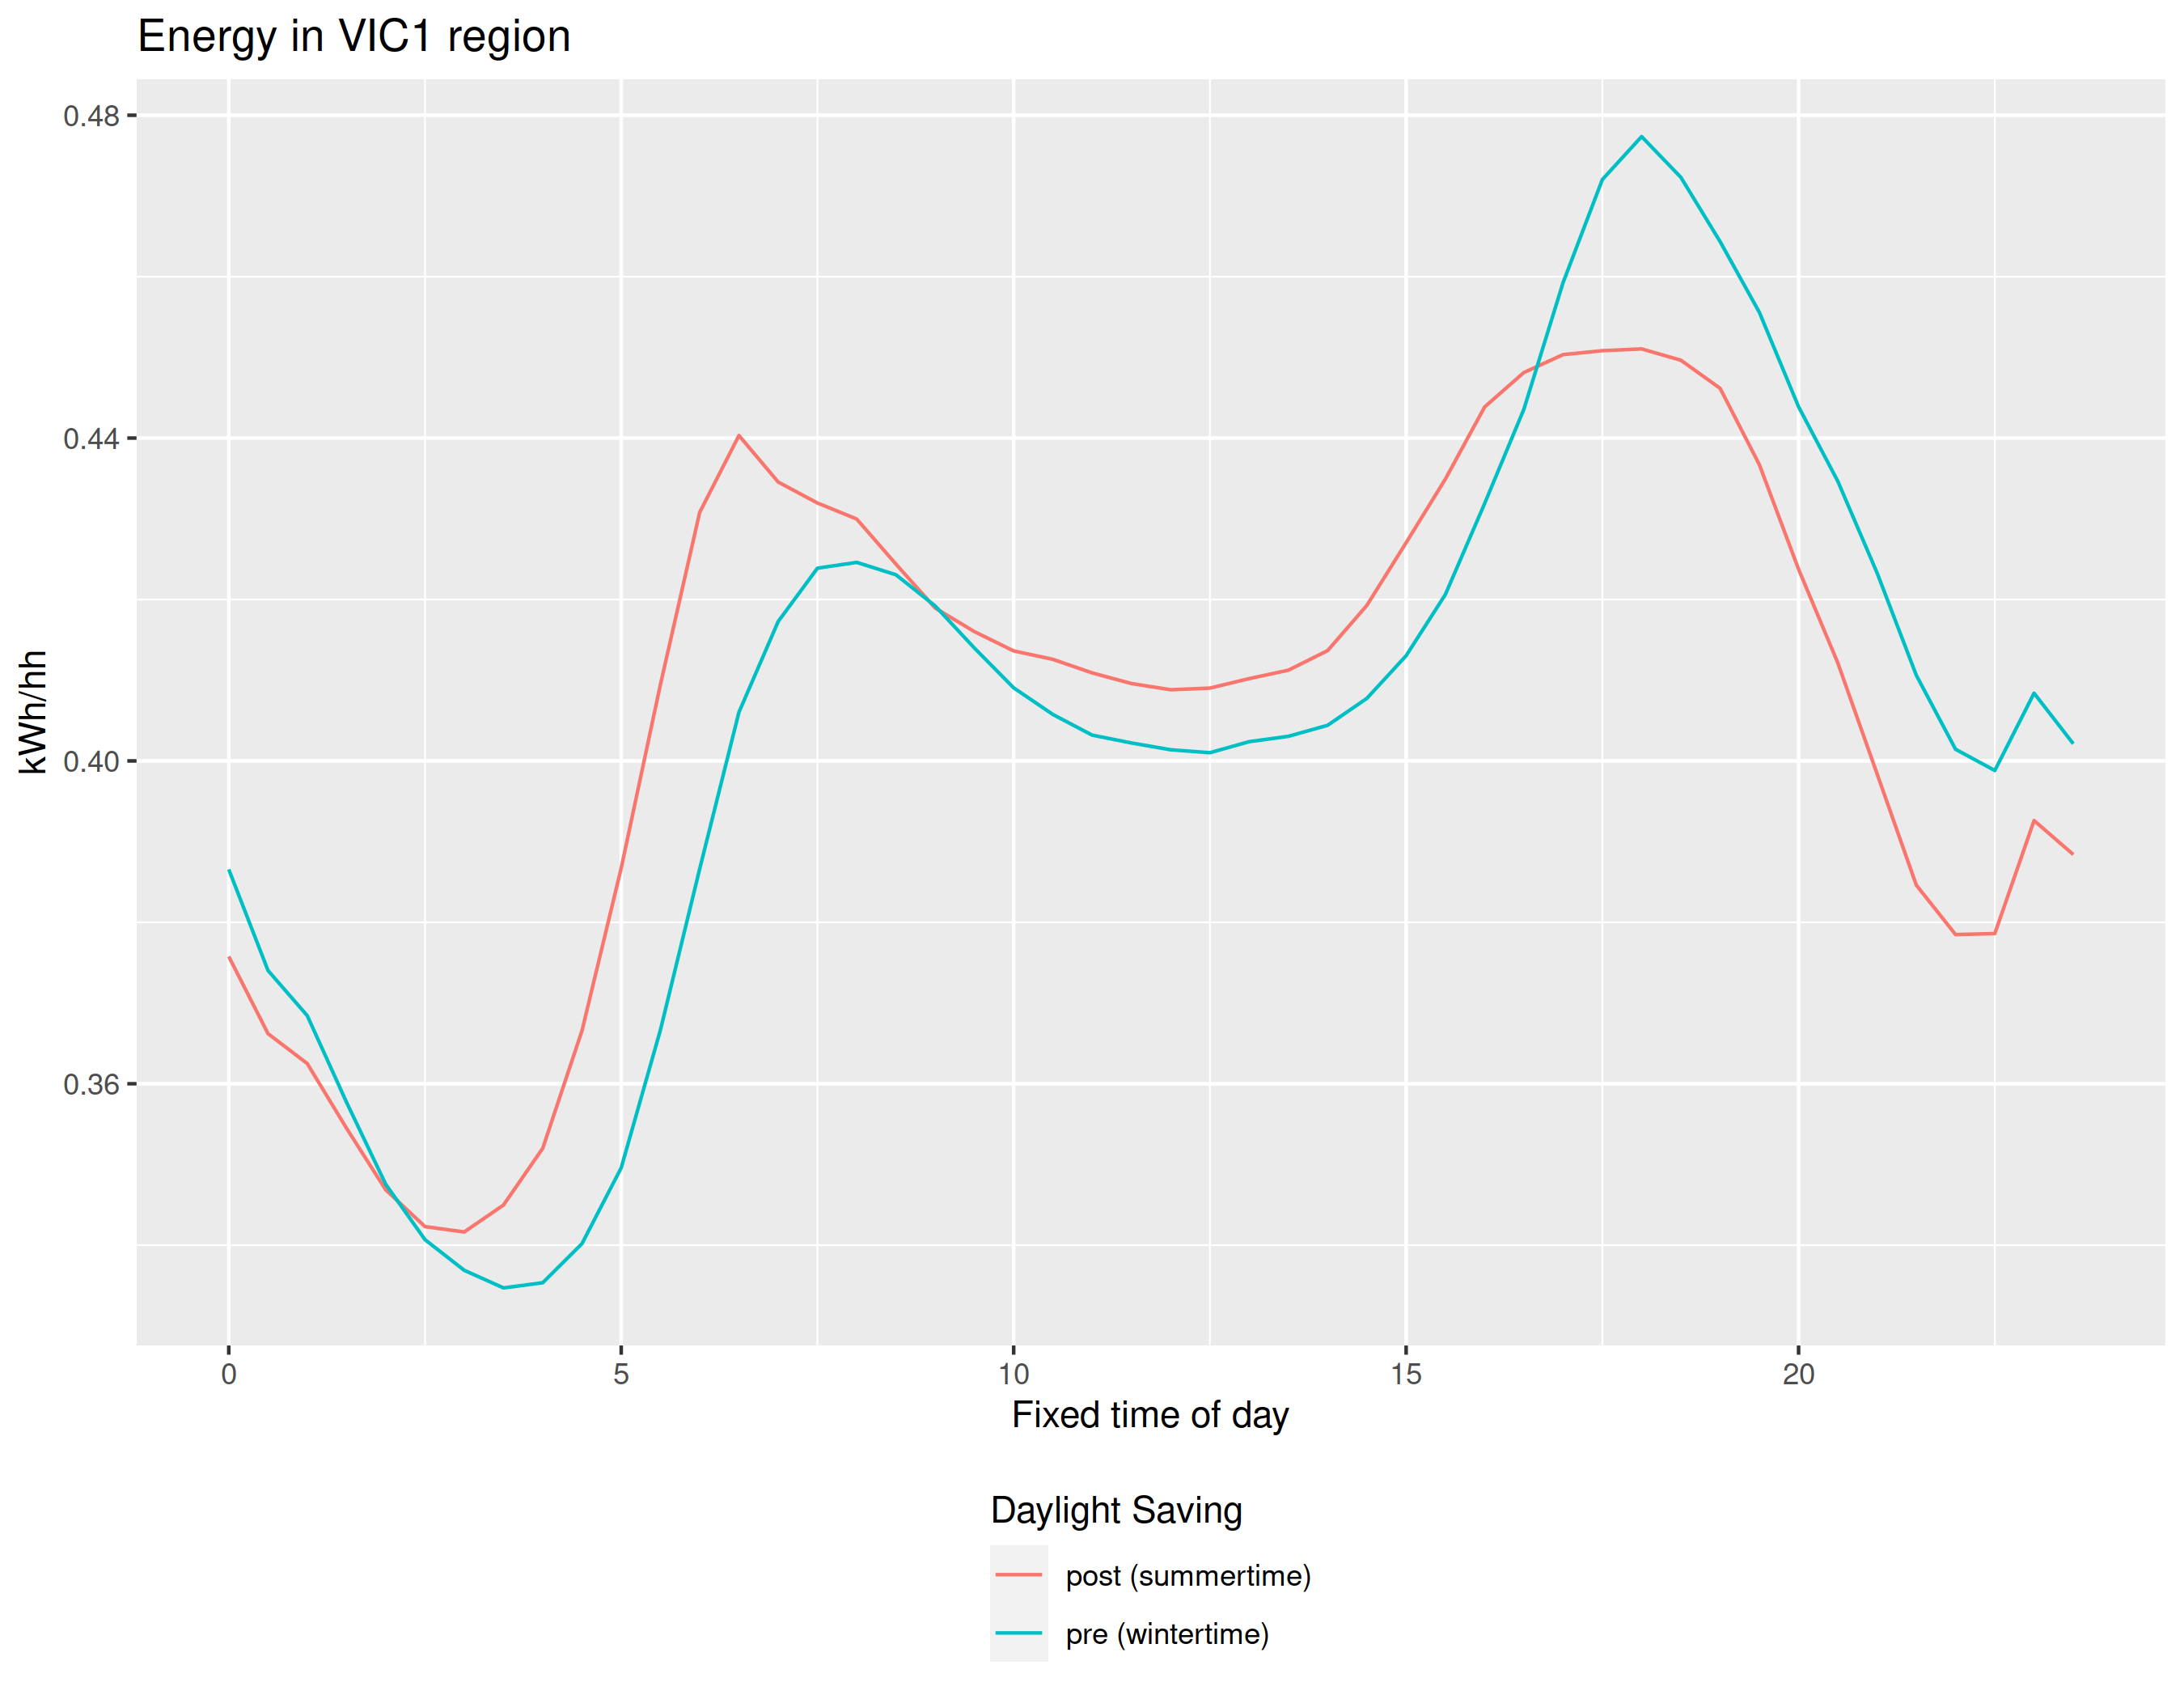 Energy in VIC1 region
kWh/hh
0.48
0.44
0.40
0.36
0 5 10 15 20
Fixed time of day
Daylight Saving
post (summertime)
pre (wintertime)